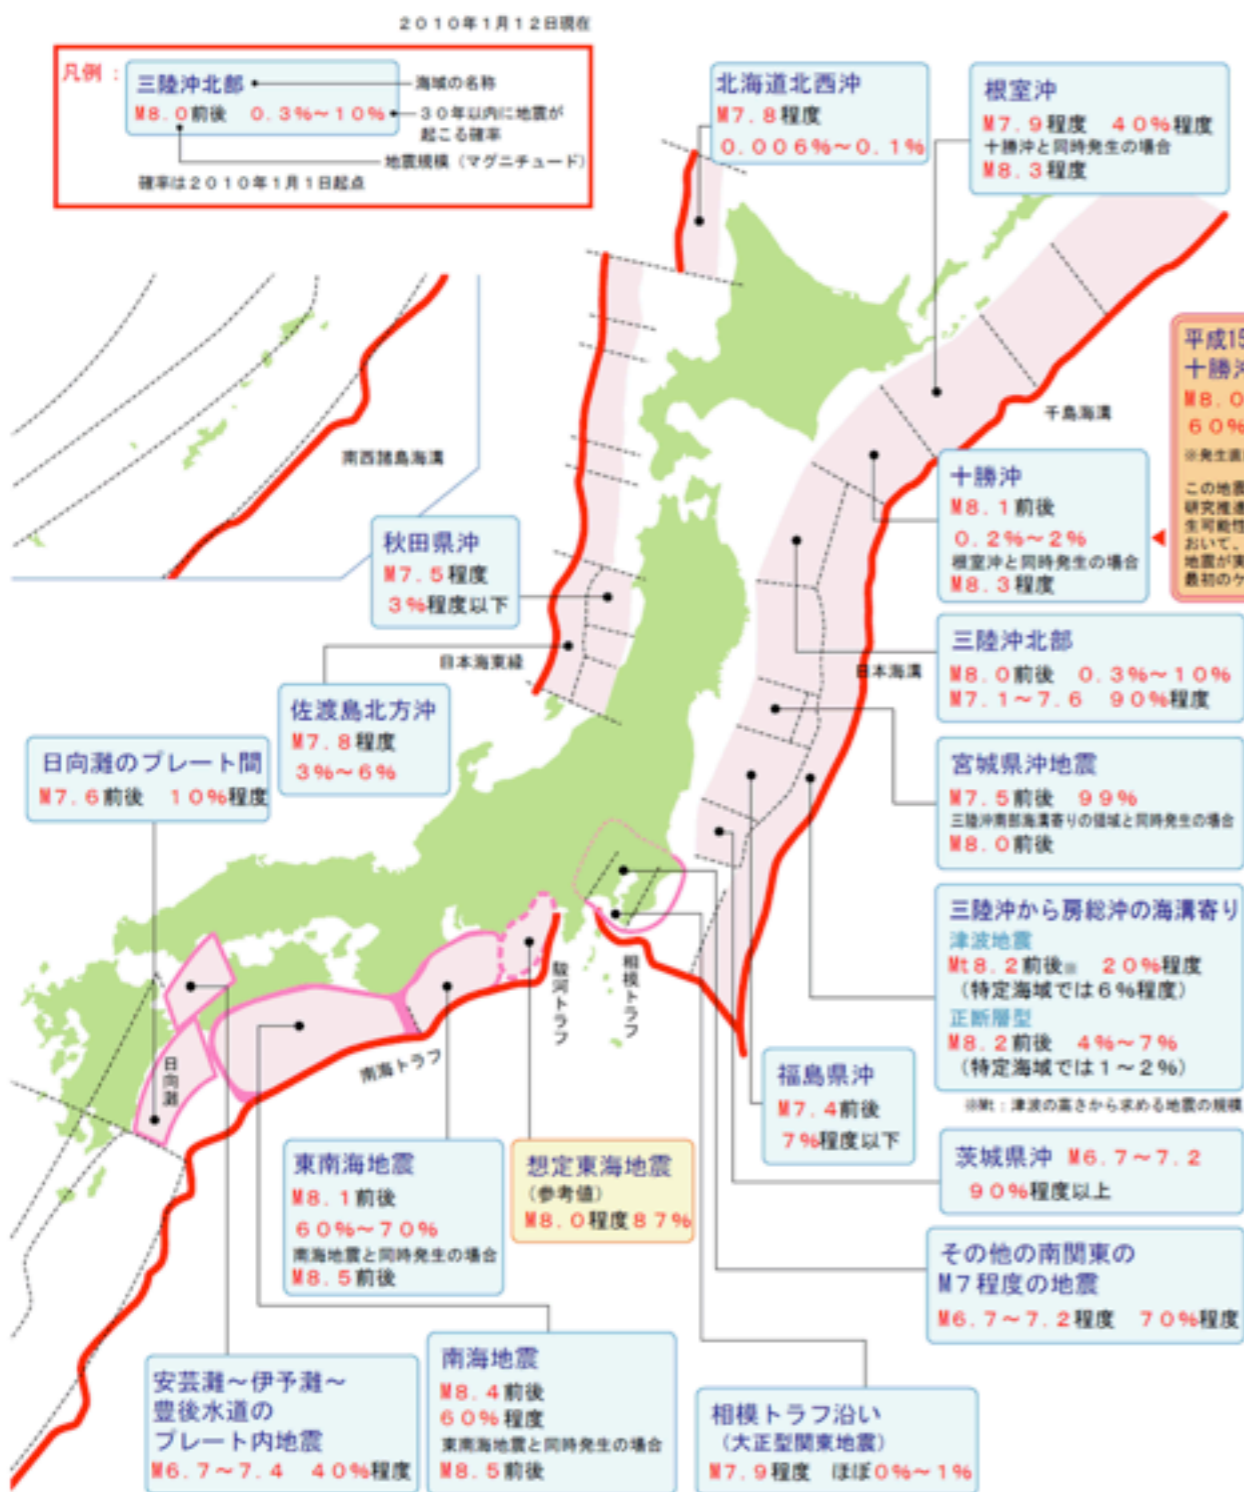 2010年1月12日現在
凡例：
三陸沖北部
海域の名称
M8.0前後 0.3%～10%
30年以内に地震が
起こる確率
地震規模（マグニチュード）
確率は2010年1月1日起点
北海道北西沖
M7.8程度
0.006%～0.1%
根室沖
M7.9程度 40%程度
十勝沖と同時発生の場合
M8.3程度
千島海溝
平成15
十勝沖
M8.0
60%
※発生直
この地震
研究推進
生可能性
おいて、
地震が実
最初のケ
南西諸島海溝
十勝沖
M8.1前後
0.2%～2%
根室沖と同時発生の場合
M8.3程度
秋田県沖
M7.5程度
3%程度以下
日本海東縁
三陸沖北部
M8.0前後 0.3%～10%
M7.1～7.6 90%程度
日本海溝
佐渡島北方沖
M7.8程度
3%～6%
日向灘のプレート間
M7.6前後 10%程度
宮城県沖地震
M7.5前後 99%
三陸沖南部海溝寄りの領域と同時発生の場合
M8.0前後
三陸沖から房総沖の海溝寄り
津波地震
Mt8.2前後※ 20%程度
（特定海域では6%程度）
正断層型
M8.2前後 4%～7%
（特定海域では1～2%）
※Mt：津波の高さから求める地震の規模
駿河トラフ
相模トラフ
南海トラフ
日向灘
福島県沖
M7.4前後
7%程度以下
東南海地震
M8.1前後
60%～70%
南海地震と同時発生の場合
M8.5前後
想定東海地震
（参考値）
M8.0程度87%
茨城県沖 M6.7～7.2
90%程度以上
その他の南関東の
M7程度の地震
M6.7～7.2程度 70%程度
安芸灘～伊予灘～
豊後水道の
プレート内地震
M6.7～7.4 40%程度
南海地震
M8.4前後
60%程度
東南海地震と同時発生の場合
M8.5前後
相模トラフ沿い
（大正型関東地震）
M7.9程度 ほぼ0%～1%